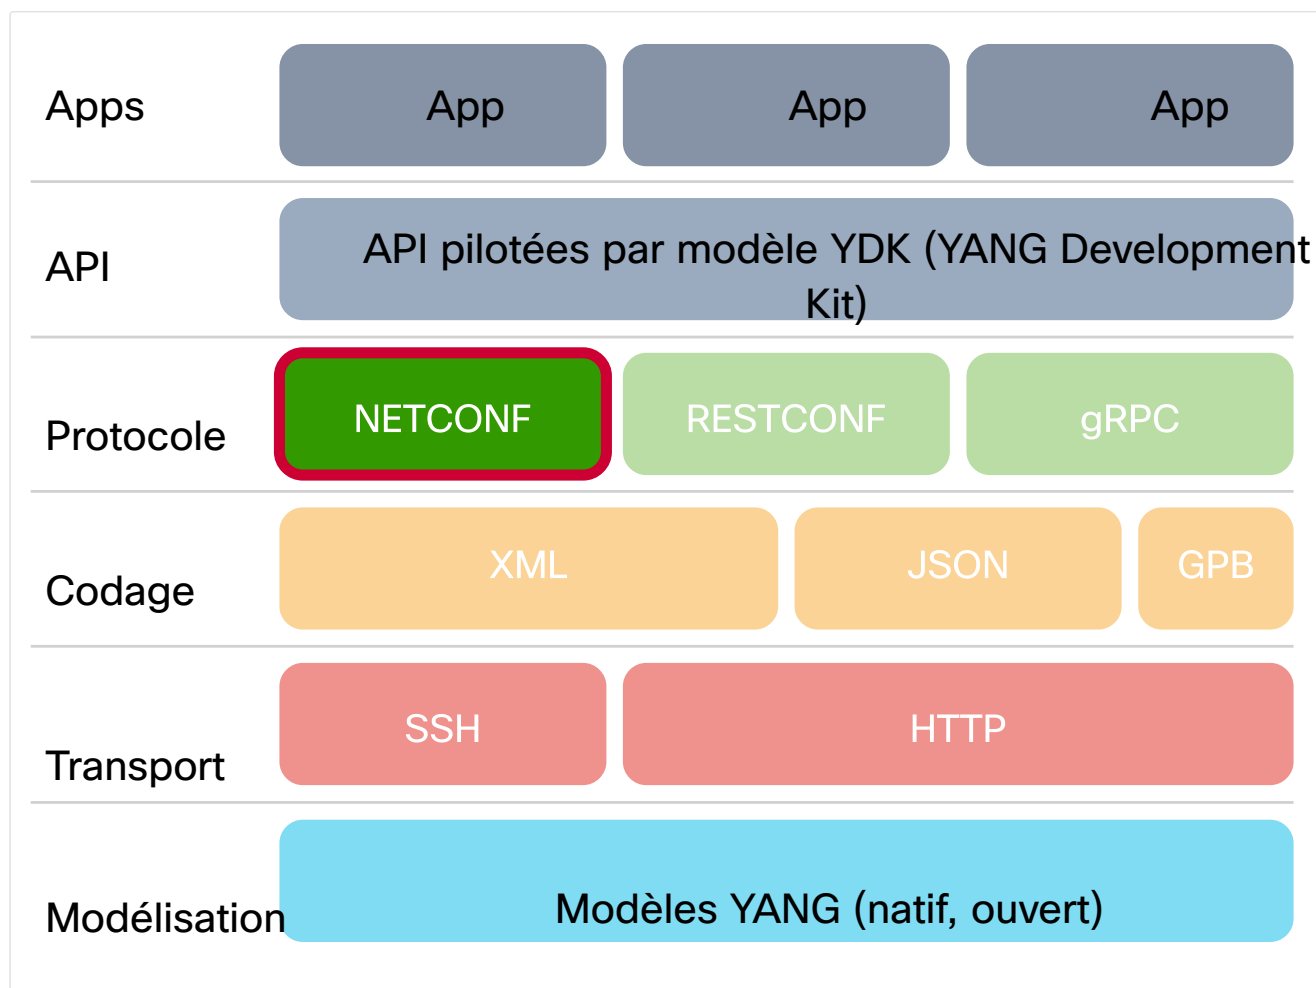 Apps App App App
API API pilotées par modèle YDK (YANG Development
Kit)
Protocole NETCONF RESTCONF gRPC
Codage XML JSON GPB
Transport SSH HTTP
Modélisation Modèles YANG (natif, ouvert)